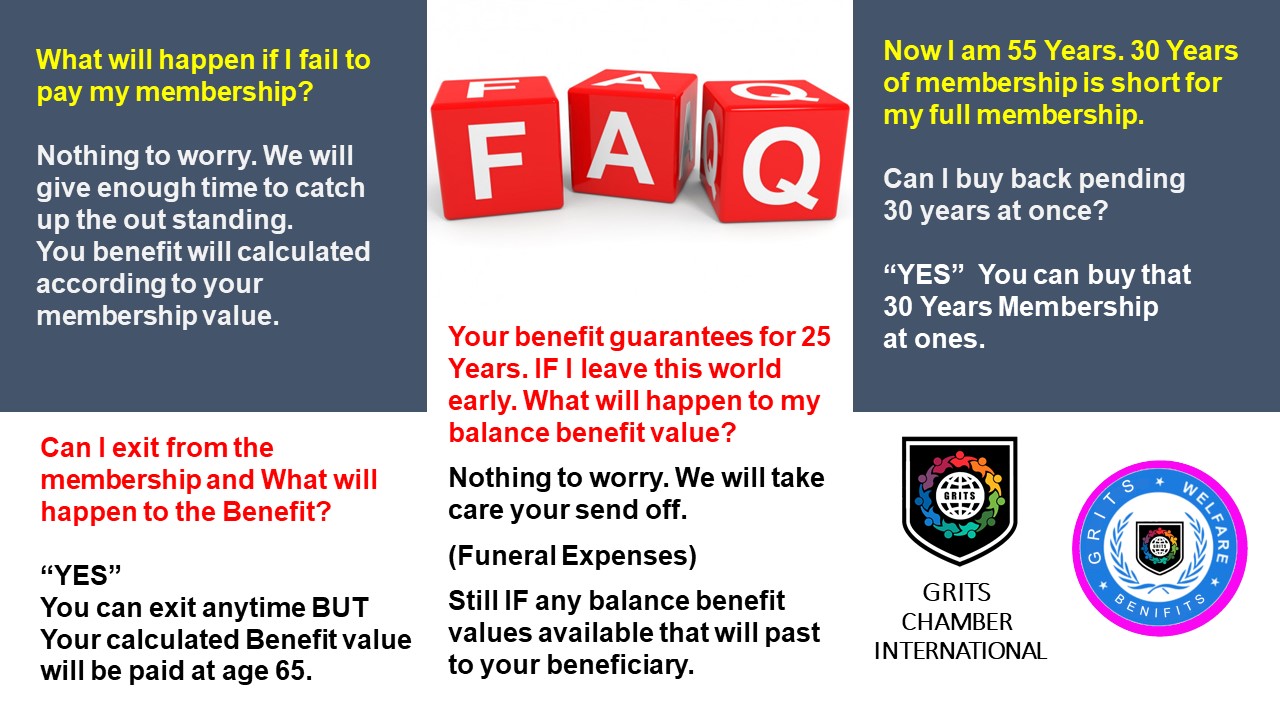 What will happen if I fail to
pay my membership?
Nothing to worry. We will
give enough time to catch
up the out standing.
You benefit will calculated
according to your
membership value.
F A Q
F A A Q Q
Your benefit guarantees for 25
Years. IF I leave this world
early. What will happen to my
balance benefit value?
Nothing to worry. We will take
care your send off.
(Funeral Expenses)
Still IF any balance benefit
values available that will past
to your beneficiary.
Now I am 55 Years. 30 Years
of membership is short for
my full membership.
Can I buy back pending
30 years at once?
“YES” You can buy that
30 Years Membership
at ones.
Can I exit from the
membership and What will
happen to the Benefit?
“YES”
You can exit anytime BUT
Your calculated Benefit value
will be paid at age 65.
GRITS
GRITS
CHAMBER
INTERNATIONAL
GRITS ★ WELFARE ★
BENIFITS ★
GRITS